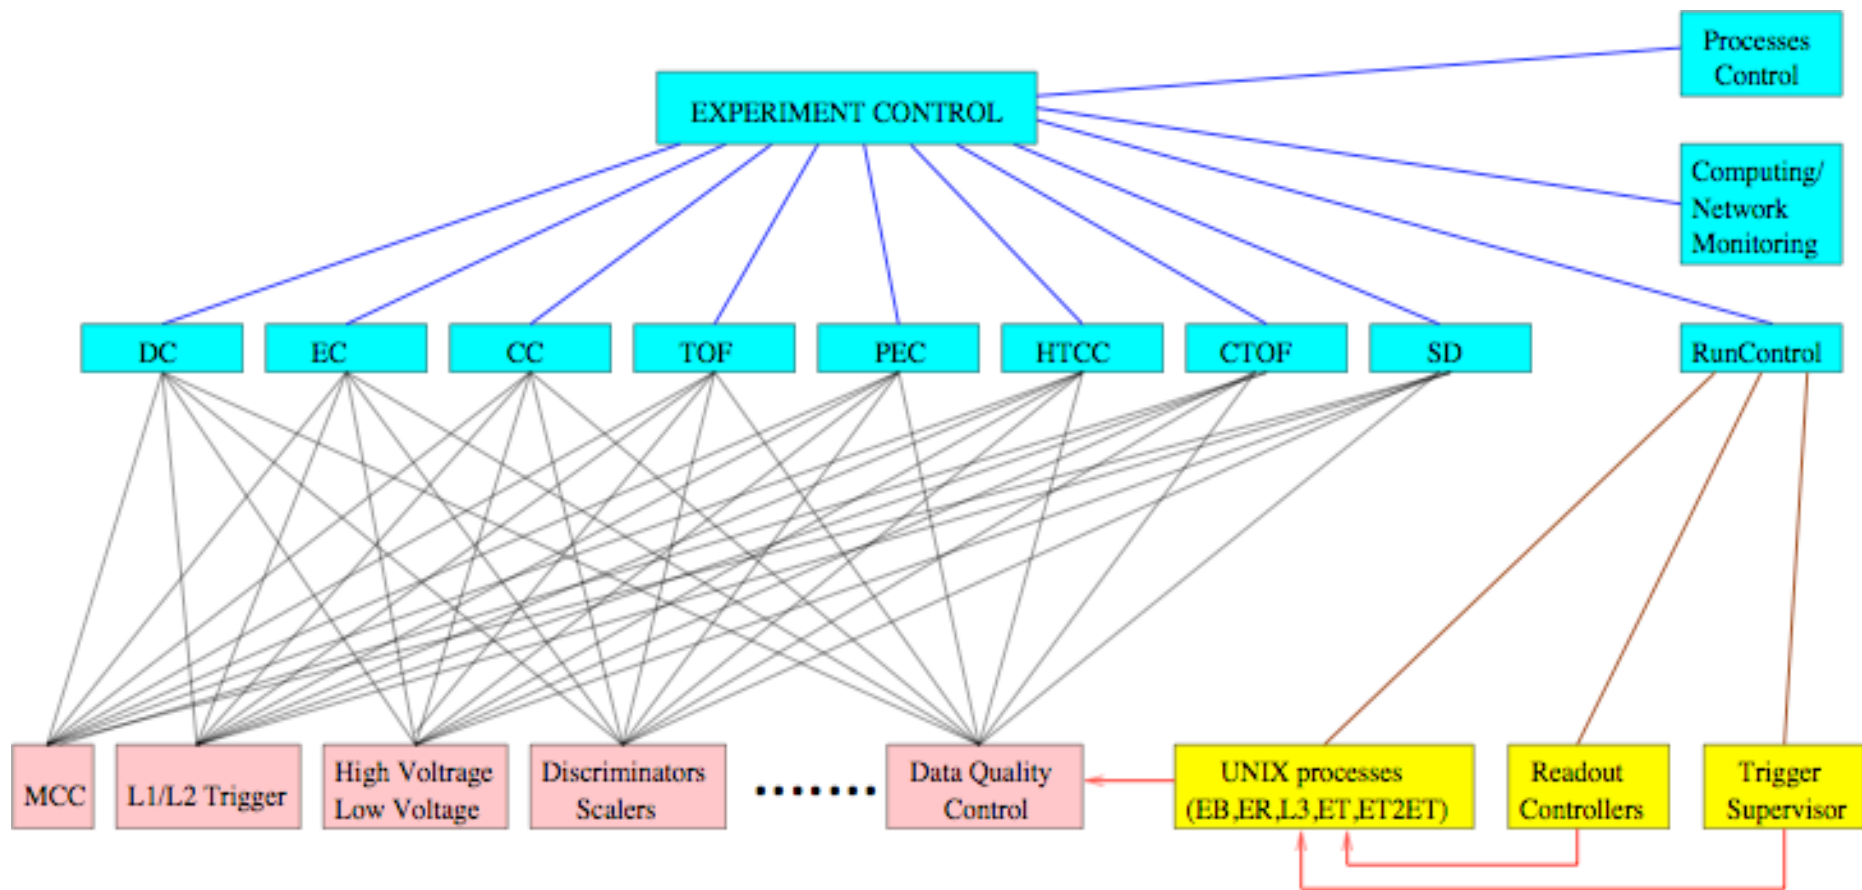 Processes
Control
EXPERIMENT CONTROL
Computing/
Network
Monitoring
DC
EC
CC
TOF
PEC
HTCC
CTOF
SD
RunControl
MCC
L1/L2 Trigger
High Voltrage
Low Voltage
Discriminators
Scalers
.......
Data Quality
Control
UNIX processes
(EB,ER,L3,ET,ET2ET)
Readout
Controllers
Trigger
Supervisor